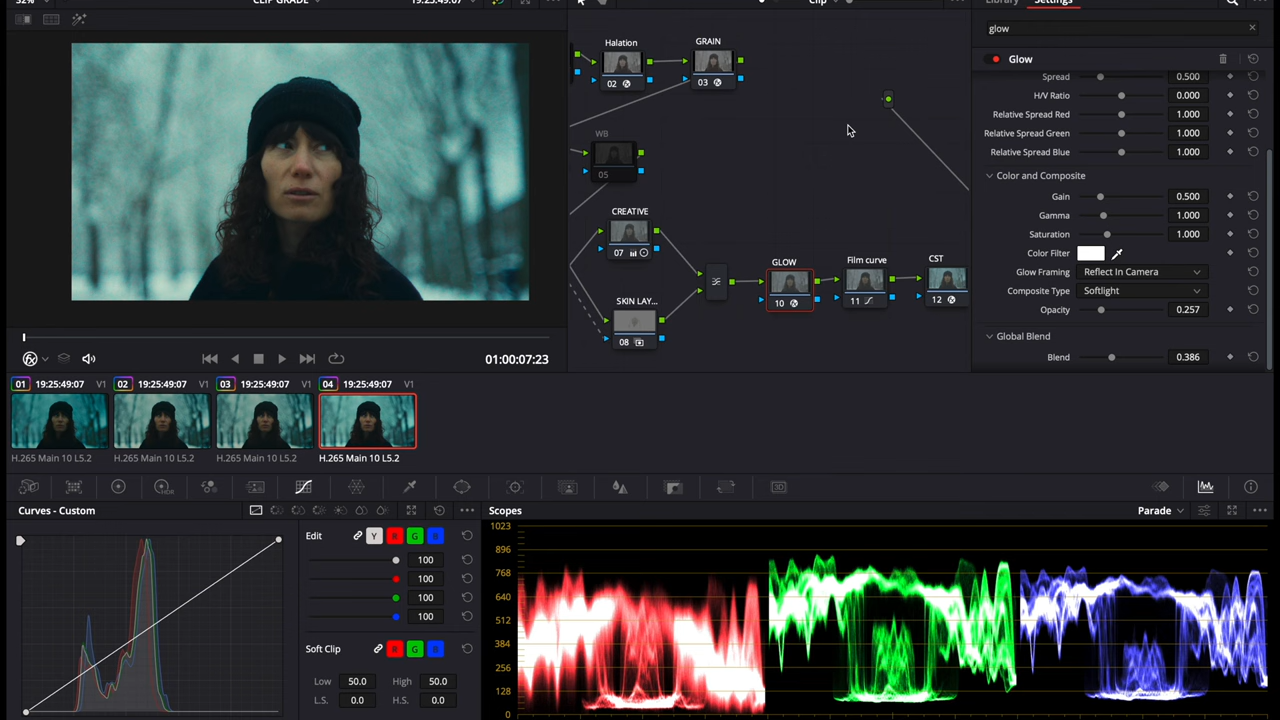 52%
CLIP GRADE
19:25:49:07
Clip
Library
Settings
glow
Glow
Spread 0.500
H/V Ratio 0.000
Relative Spread Red 1.000
Relative Spread Green 1.000
Relative Spread Blue 1.000
Color and Composite
Gain 0.500
Gamma 1.000
Saturation 1.000
Color Filter
Glow Framing Reflect In Camera
Composite Type Softlight
Opacity 0.257
Global Blend
Blend 0.386
Halation
02
GRAIN
03
WB
05
CREATIVE
07
SKIN LAY...
08
GLOW
10
Film curve
11
CST
12
01:00:07:23
01 19:25:49:07 V1
02 19:25:49:07 V1
03 19:25:49:07 V1
04 19:25:49:07 V1
H.265 Main 10 L5.2
H.265 Main 10 L5.2
H.265 Main 10 L5.2
H.265 Main 10 L5.2
HDR
3D
Curves - Custom
Edit Y R G B
100
100
100
100
Soft Clip R G B
Low 50.0 High 50.0
L.S. 0.0 H.S. 0.0
Scopes
Parade
1023
896
768
640
512
384
256
128
0